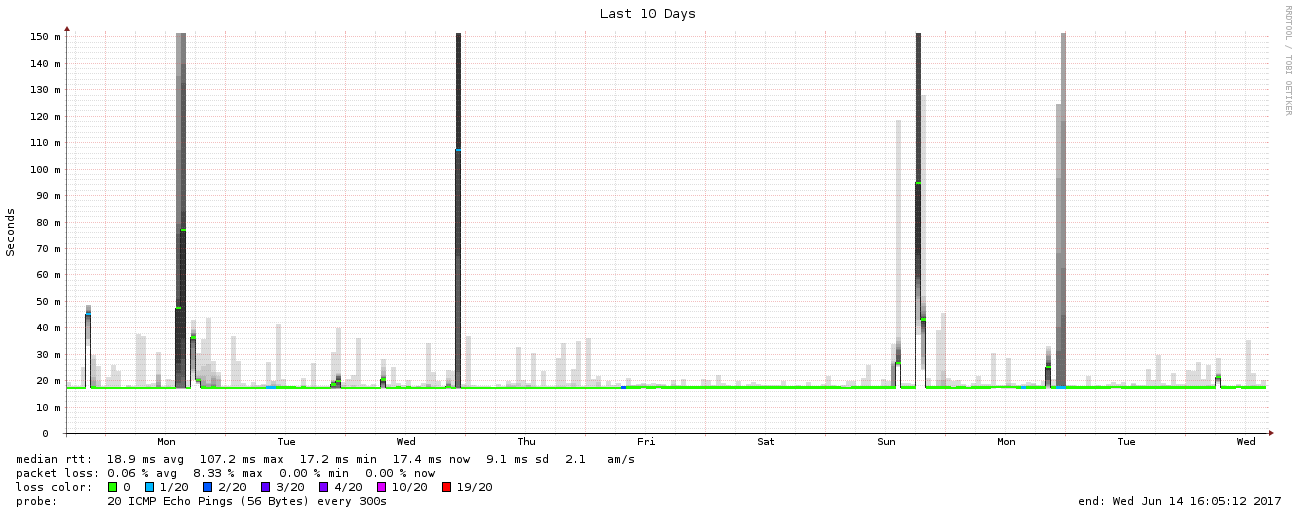 Last 10 Days
RRDTOOL / TOBI OETIKER
Seconds
150 m
140 m
130 m
120 m
110 m
100 m
90 m
80 m
70 m
60 m
50 m
40 m
30 m
20 m
10 m
0
Mon Tue Wed Thu Fri Sat Sun Mon Tue Wed
median rtt: 18.9 ms avg 107.2 ms max 17.2 ms min 17.4 ms now 9.1 ms sd 2.1 am/s
packet loss: 0.06 % avg 8.33 % max 0.00 % min 0.00 % now
loss color: 0 1/20 2/20 3/20 4/20 10/20 19/20
probe: 20 ICMP Echo Pings (56 Bytes) every 300s end: Wed Jun 14 16:05:12 2017